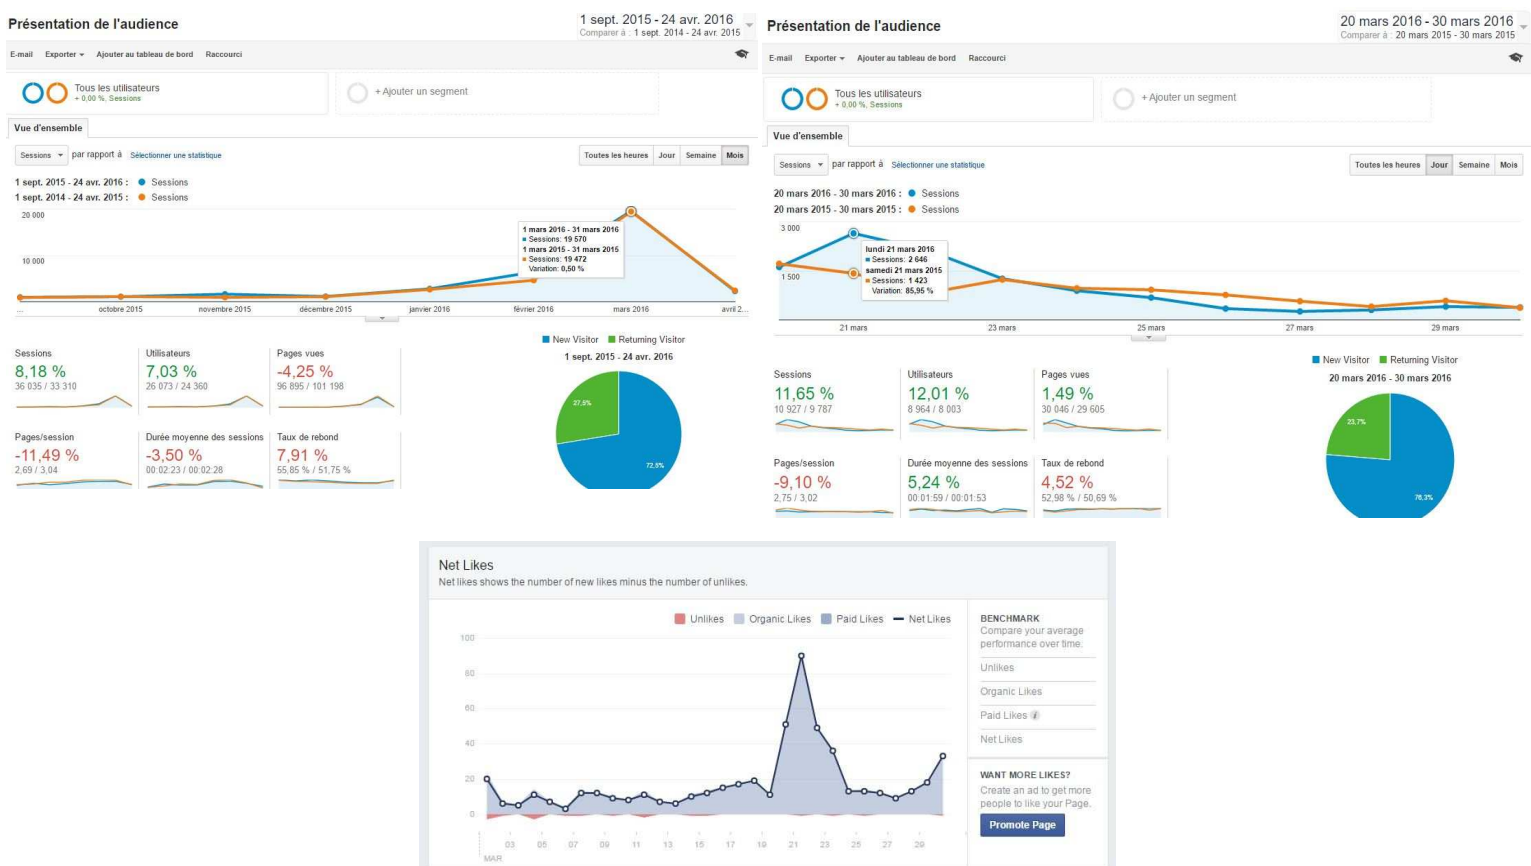 Présentation de l'audience
1 sept. 2015 - 24 avr. 2016
Comparer à : 1 sept. 2014 - 24 avr. 2015
E-mail Exporter Ajouter au tableau de bord Raccourci
Tous les utilisateurs
+ 0,00 %, Sessions
+ Ajouter un segment
Vue d'ensemble
Sessions par rapport à Sélectionner une statistique
Toutes les heures Jour Semaine Mois
1 sept. 2015 - 24 avr. 2016 : Sessions
1 sept. 2014 - 24 avr. 2015 : Sessions
20 000
10 000
1 mars 2016 - 31 mars 2016
Sessions: 19 570
1 mars 2015 - 31 mars 2015
Sessions: 19 472
Variation: 0,50 %
... octobre 2015 novembre 2015 décembre 2015 janvier 2016 février 2016 mars 2016 avril 2...
New Visitor Returning Visitor
1 sept. 2015 - 24 avr. 2016
27,5%
72,5%
Sessions Utilisateurs Pages vues
8,18 % 7,03 % -4,25 %
36 035 / 33 310 26 073 / 24 360 96 895 / 101 198
Pages/session Durée moyenne des sessions Taux de rebond
-11,49 % -3,50 % 7,91 %
2,69 / 3,04 00:02:23 / 00:02:28 55,85 % / 51,75 %
Présentation de l'audience
20 mars 2016 - 30 mars 2016
Comparer à : 20 mars 2015 - 30 mars 2015
E-mail Exporter Ajouter au tableau de bord Raccourci
Tous les utilisateurs
+ 0,00 %, Sessions
+ Ajouter un segment
Vue d'ensemble
Sessions par rapport à Sélectionner une statistique
Toutes les heures Jour Semaine Mois
20 mars 2016 - 30 mars 2016 : Sessions
20 mars 2015 - 30 mars 2015 : Sessions
3 000
1 500
lundi 21 mars 2016
Sessions: 2 646
samedi 21 mars 2015
Sessions: 1 423
Variation: 85,95 %
21 mars 23 mars 25 mars 27 mars 29 mars
New Visitor Returning Visitor
20 mars 2016 - 30 mars 2016
23,7%
76,3%
Sessions Utilisateurs Pages vues
11,65 % 12,01 % 1,49 %
10 927 / 9 787 8 964 / 8 003 30 046 / 29 605
Pages/session Durée moyenne des sessions Taux de rebond
-9,10 % 5,24 % 4,52 %
2,75 / 3,02 00:01:59 / 00:01:53 52,98 % / 50,69 %
Net Likes
Net likes shows the number of new likes minus the number of unlikes.
Unlikes Organic Likes Paid Likes Net Likes
100
80
60
40
20
0
03 05 07 09 11 13 15 17 19 21 23 25 27 29
MAR
BENCHMARK
Compare your average
performance over time.
Unlikes
Organic Likes
Paid Likes i
Net Likes
WANT MORE LIKES?
Create an ad to get more
people to like your Page.
Promote Page